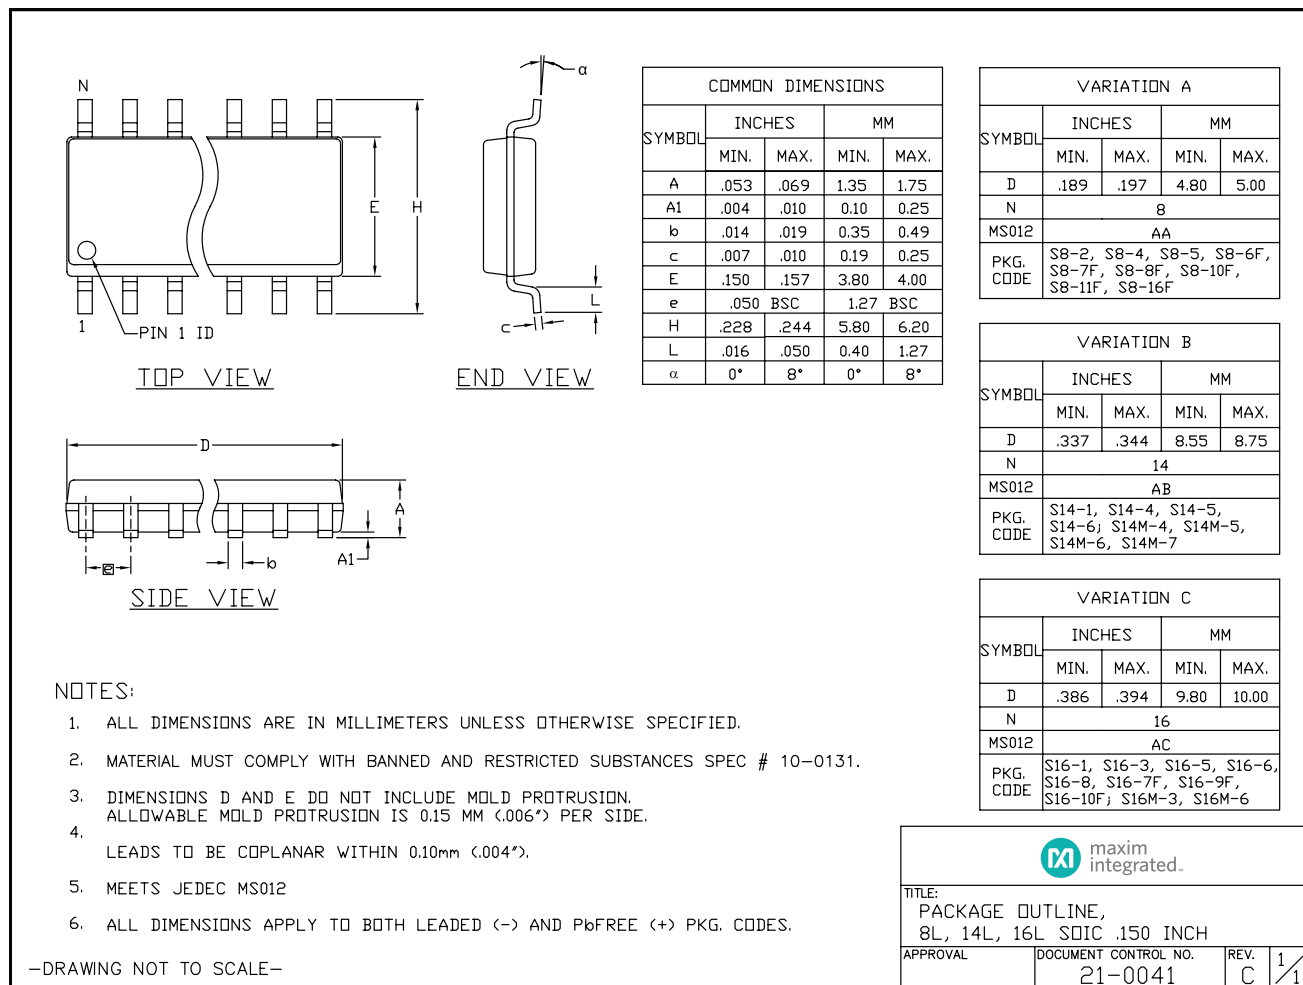 N
α
E
H
L
c
1
PIN 1 ID
TOP VIEW
END VIEW
D
A
A1
e
b
SIDE VIEW
COMMON DIMENSIONS
SYMBOL INCHES MM
MIN. MAX. MIN. MAX.
A .053 .069 1.35 1.75
A1 .004 .010 0.10 0.25
b .014 .019 0.35 0.49
c .007 .010 0.19 0.25
E .150 .157 3.80 4.00
e .050 BSC 1.27 BSC
H .228 .244 5.80 6.20
L .016 .050 0.40 1.27
α 0° 8° 0° 8°
VARIATION A
SYMBOL INCHES MM
MIN. MAX. MIN. MAX.
D .189 .197 4.80 5.00
N 8
MS012 AA
PKG. CODE
S8-2, S8-4, S8-5, S8-6F,
S8-7F, S8-8F, S8-10F,
S8-11F, S8-16F
VARIATION B
SYMBOL INCHES MM
MIN. MAX. MIN. MAX.
D .337 .344 8.55 8.75
N 14
MS012 AB
PKG. CODE
S14-1, S14-4, S14-5,
S14-6; S14M-4, S14M-5,
S14M-6, S14M-7
VARIATION C
SYMBOL INCHES MM
MIN. MAX. MIN. MAX.
D .386 .394 9.80 10.00
N 16
MS012 AC
PKG. CODE
S16-1, S16-3, S16-5, S16-6,
S16-8, S16-7F, S16-9F,
S16-10F; S16M-3, S16M-6
NOTES:
1. ALL DIMENSIONS ARE IN MILLIMETERS UNLESS OTHERWISE SPECIFIED.
2. MATERIAL MUST COMPLY WITH BANNED AND RESTRICTED SUBSTANCES SPEC # 10-0131.
3. DIMENSIONS D AND E DO NOT INCLUDE MOLD PROTRUSION.
ALLOWABLE MOLD PROTRUSION IS 0.15 MM (.006") PER SIDE.
4.
LEADS TO BE COPLANAR WITHIN 0.10mm (.004").
5. MEETS JEDEC MS012
6. ALL DIMENSIONS APPLY TO BOTH LEADED (-) AND PbFREE (+) PKG. CODES.
-DRAWING NOT TO SCALE-
maxim
integrated™
TITLE:
PACKAGE OUTLINE,
8L, 14L, 16L SOIC .150 INCH
APPROVAL DOCUMENT CONTROL NO. REV.
21-0041 C 1/1